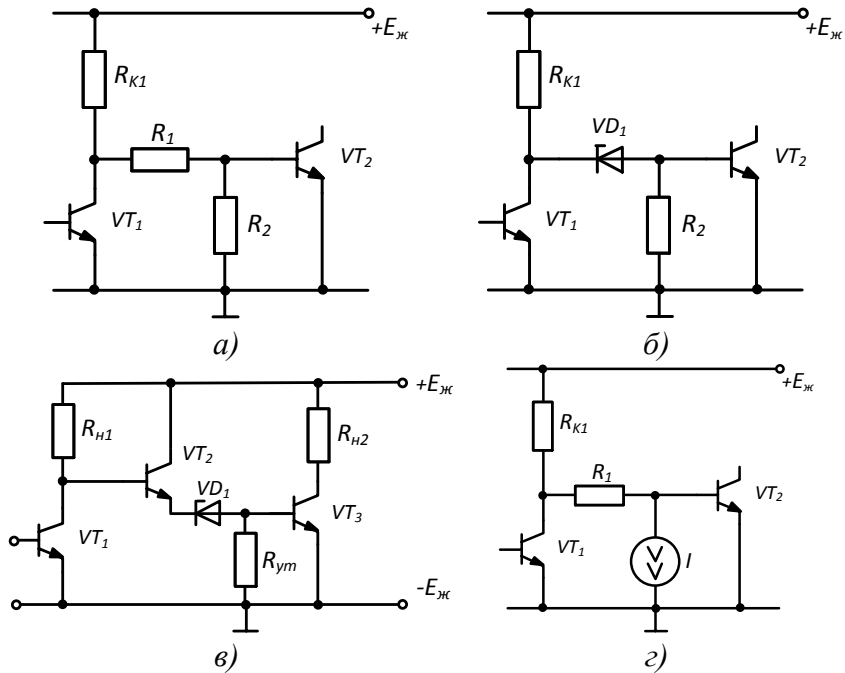 +Eж
RK1
R1
VT2
VT1
R2
а)
+Eж
RK1
VD1
VT2
VT1
R2
б)
+Eж
Rн1
VT2
Rн2
VD1
VT3
VT1
Rут
-Eж
в)
+Eж
RK1
R1
VT2
VT1
I
г)